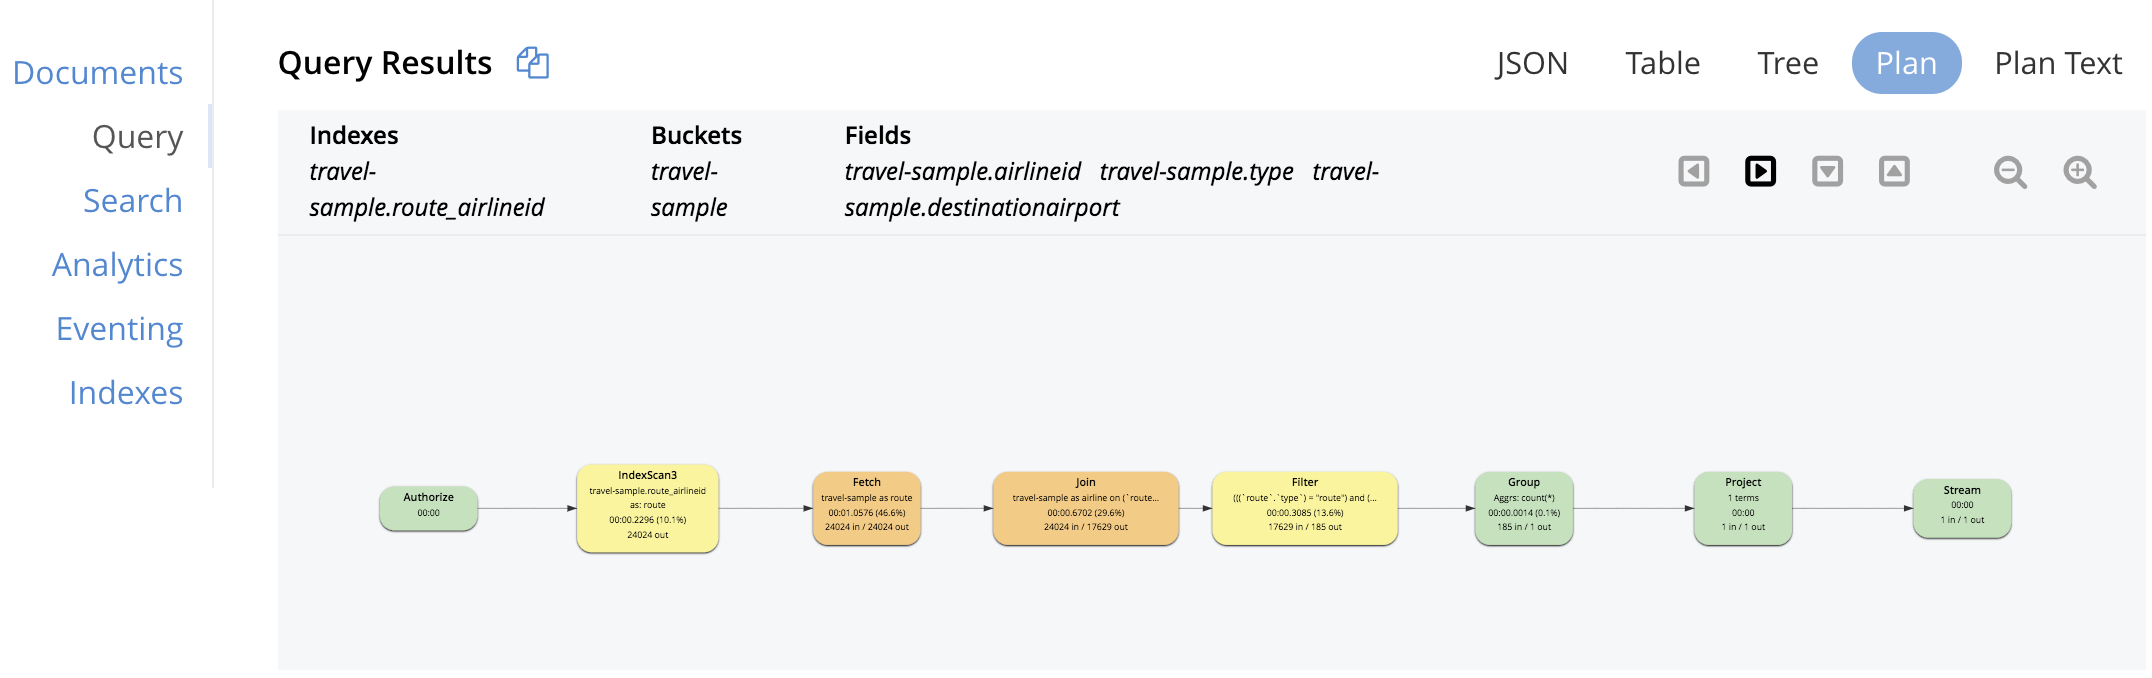 Documents
Query
Search
Analytics
Eventing
Indexes
Query Results
JSON Table Tree Plan Plan Text
Indexes
travel-
sample.route_airlineid
Buckets
travel-
sample
Fields
travel-sample.airlineid travel-sample.type travel-
sample.destinationairport
Authorize
00:00
IndexScan3
travel-sample.route_airlineid
as: route
00:00.2296 (10.1%)
24024 out
Fetch
travel-sample as route
00:01.0576 (46.6%)
24024 in / 24024 out
Join
travel-sample as airline on (`route...
00:00.6702 (29.6%)
24024 in / 17629 out
Filter
(((`route`.`type`) = "route") and (...
00:00.3085 (13.6%)
17629 in / 185 out
Group
Aggrs: count(*)
00:00.0014 (0.1%)
185 in / 1 out
Project
1 terms
00:00
1 in / 1 out
Stream
00:00
1 in / 1 out